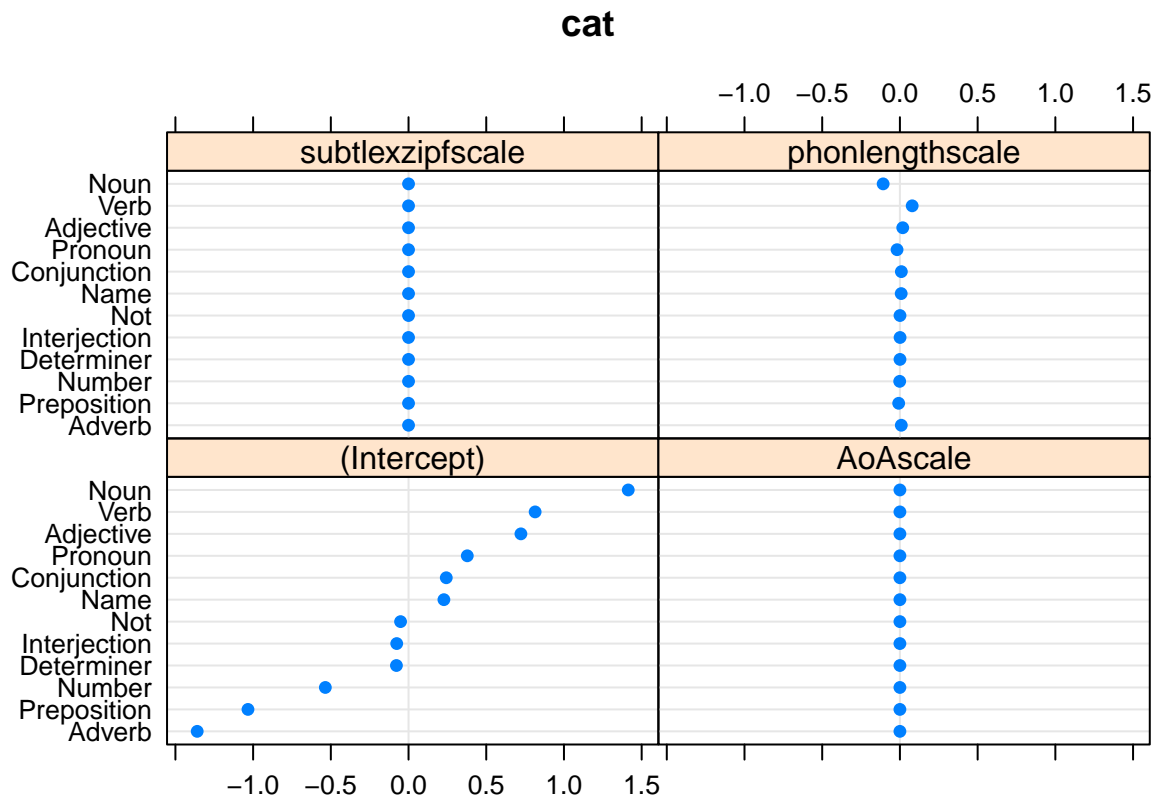 cat
−1.0 −0.5 0.0 0.5 1.0 1.5
subtlexzipfscale phonlengthscale
Noun
Verb
Adjective
Pronoun
Conjunction
Name
Not
Interjection
Determiner
Number
Preposition
Adverb
(Intercept) AoAscale
Noun
Verb
Adjective
Pronoun
Conjunction
Name
Not
Interjection
Determiner
Number
Preposition
Adverb
−1.0 −0.5 0.0 0.5 1.0 1.5